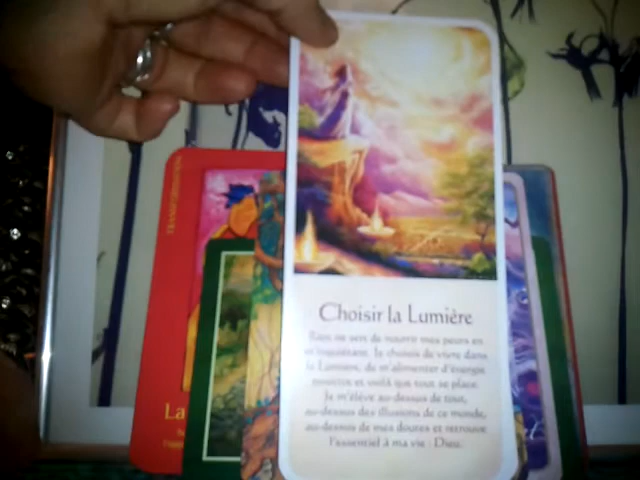 Choisir la Lumière
Rien ne sert de nourrir mes peurs en
m'inquiétant. Je choisis de vivre dans
la Lumière, de m'alimenter d'énergie
positive et voilà que tout se place.
Je m'élève au-dessus de tout,
au-dessus des illusions de ce monde,
au-dessus de mes doutes et retrouve
l'essentiel à ma vie : Dieu.
La